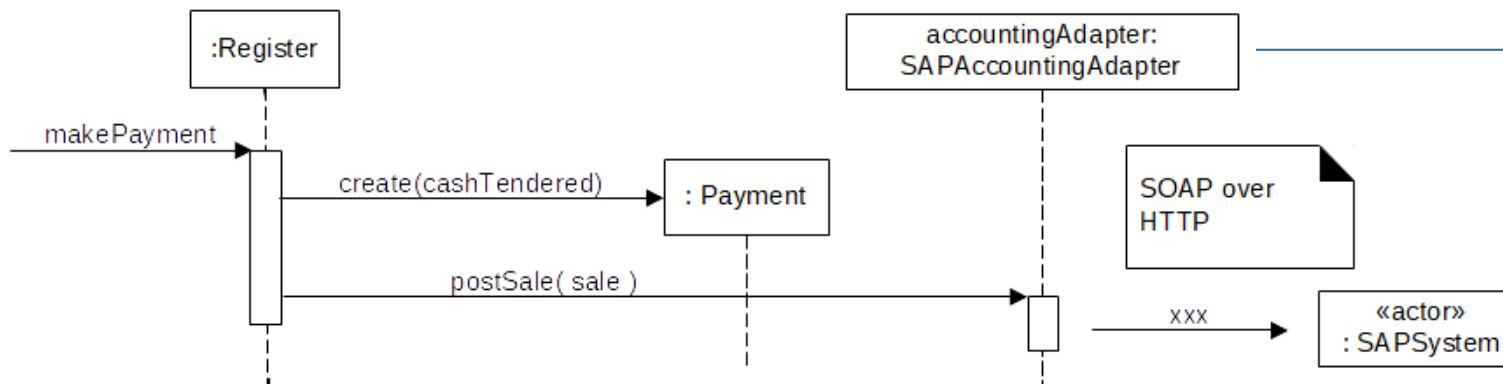 :Register
accountingAdapter:
SAPAccountingAdapter
makePayment
create(cashTendered)
: Payment
SOAP over
HTTP
postSale( sale )
xxx
«actor»
: SAPSystem